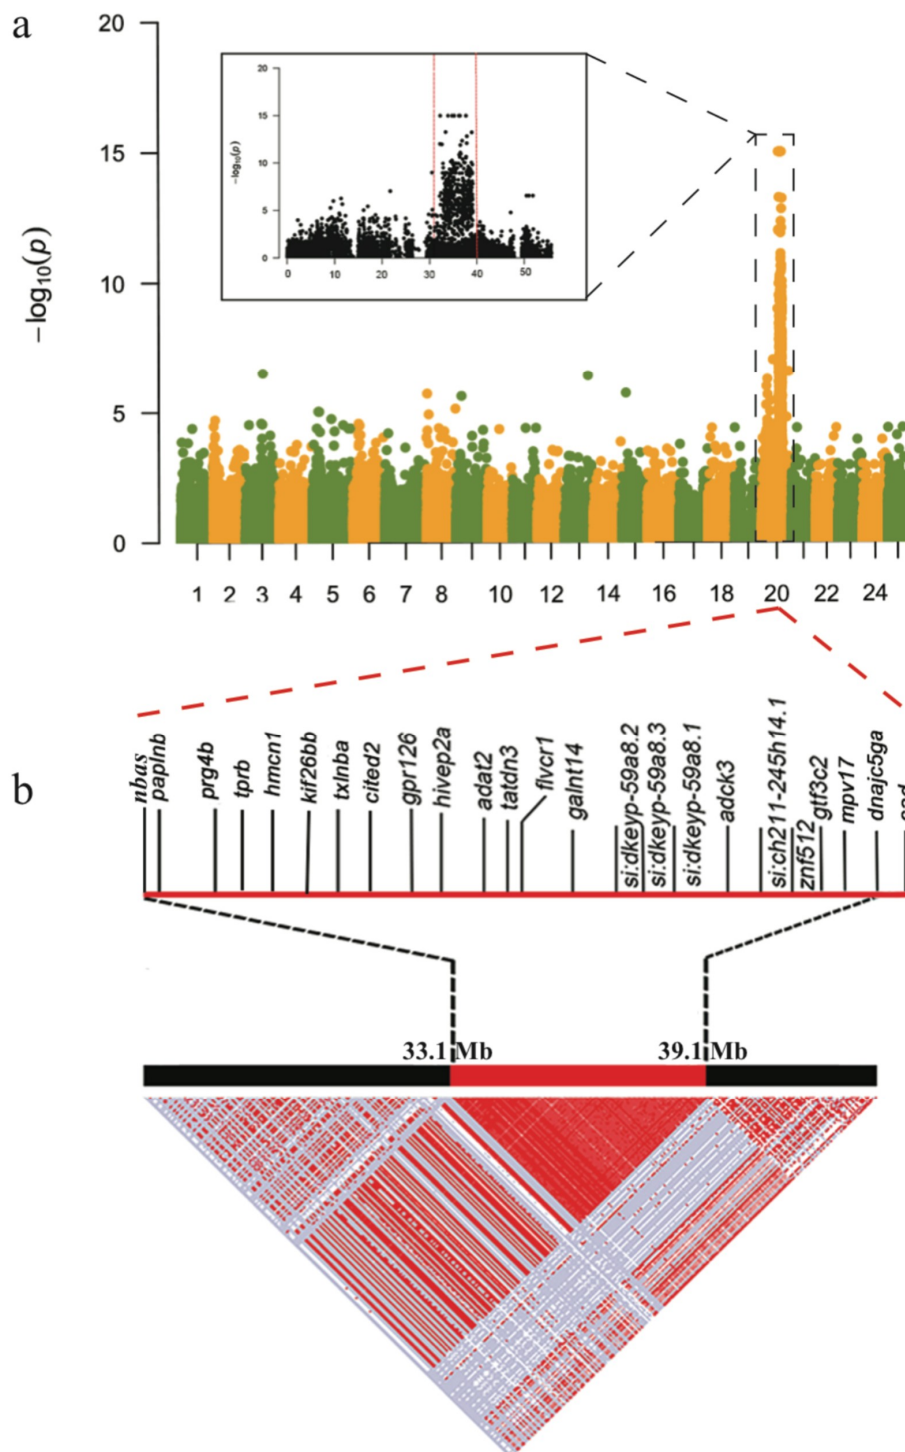 a
20
15
10
5
0
−log10(p)
20
15
10
5
0
−log10(p)
0 10 20 30 40 50
1 2 3 4 5 6 7 8 10 12 14 16 18 20 22 24
b
nbas
paplnb
prg4b
tprb
hmcn1
kif26bb
txlnba
cited2
gpr126
hivep2a
adat2
tatdn3
flvcr1
galnt14
si:dkeyp-59a8.2
si:dkeyp-59a8.3
si:dkeyp-59a8.1
adck3
si:ch211-245h14.1
znf512
gtf3c2
mpv17
dnajc5ga
33.1 Mb 39.1 Mb